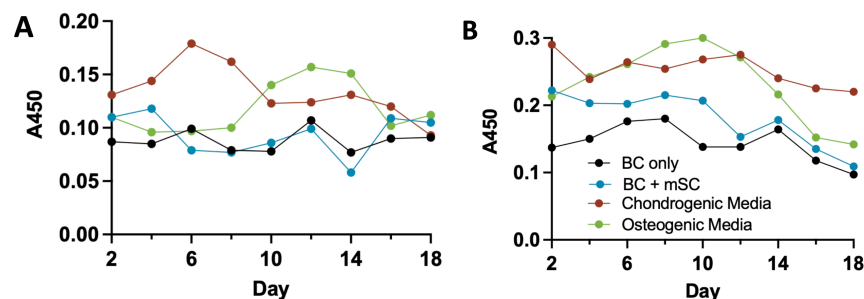 A
0.20
0.15
0.10
0.05
0.00
A450
2
6
10
14
18
Day
B
0.3
0.2
0.1
0.0
A450
BC only
BC + mSC
Chondrogenic Media
Osteogenic Media
2
6
10
14
18
Day